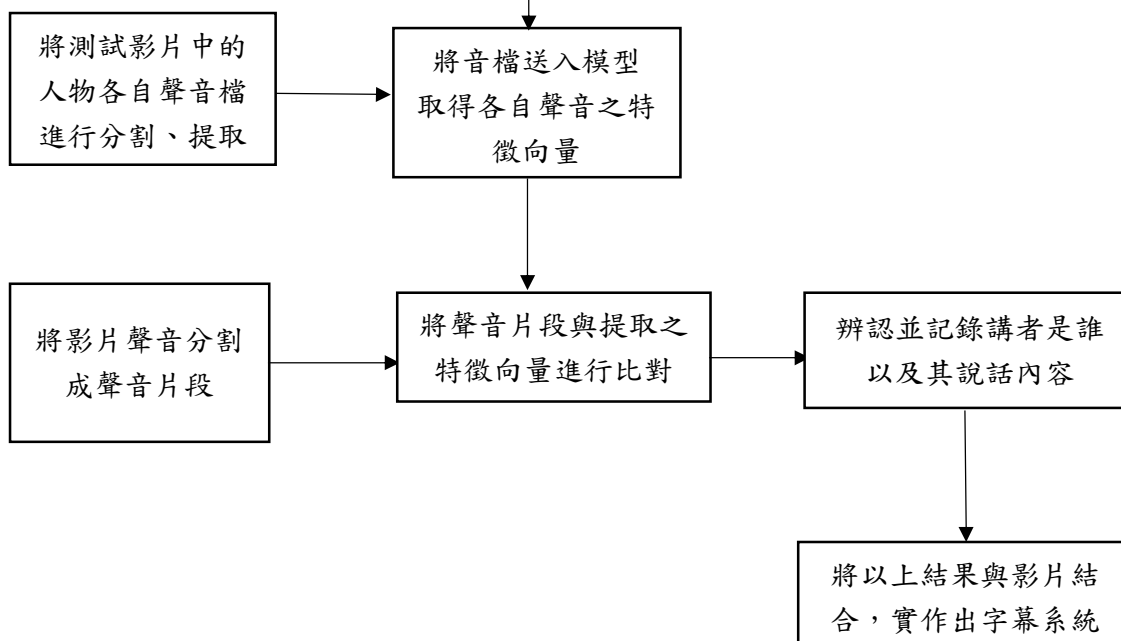 將測試影片中的
人物各自聲音檔
進行分割、提取
將音檔送入模型
取得各自聲音之特
徵向量
將影片聲音分割
成聲音片段
將聲音片段與提取之
特徵向量進行比對
辨認並記錄講者是誰
以及其說話內容
將以上結果與影片結
合，實作出字幕系統